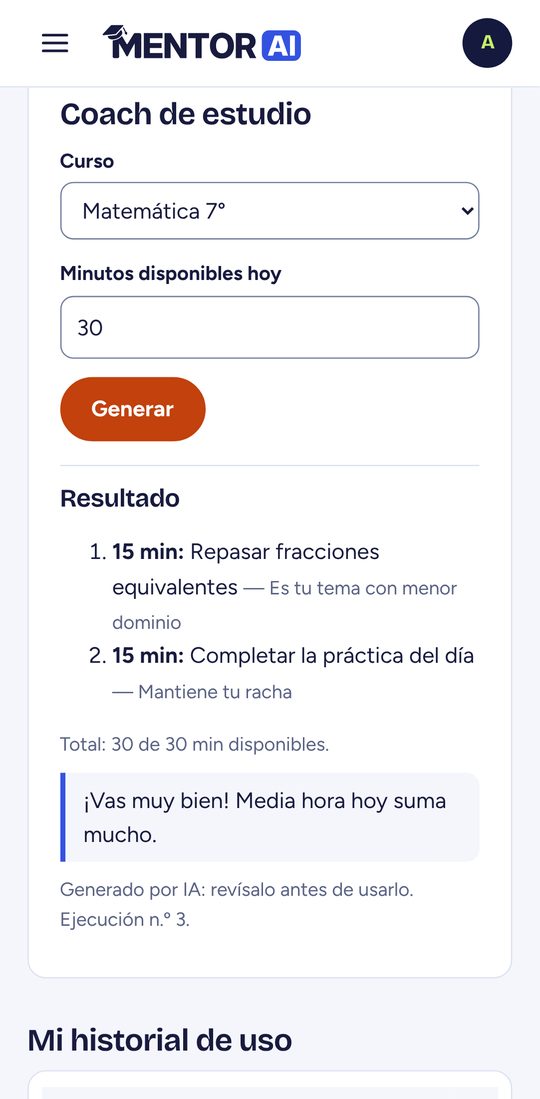 MENTOR AI
A
Coach de estudio
Curso
Matemática 7°
Minutos disponibles hoy
30
Generar
Resultado
1. 15 min: Repasar fracciones
equivalentes — Es tu tema con menor
dominio
2. 15 min: Completar la práctica del día
— Mantiene tu racha
Total: 30 de 30 min disponibles.
¡Vas muy bien! Media hora hoy suma
mucho.
Generado por IA: revísalo antes de usarlo.
Ejecución n.º 3.
Mi historial de uso